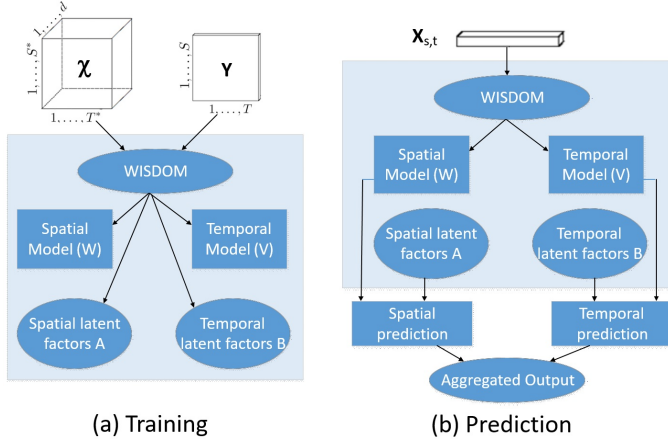 1, . . . . , d
1, . . . . , S*
χ
1, . . . . , T*
1, . . . . , S
Y
1, . . . . , T
WISDOM
Spatial
Model (W)
Temporal
Model (V)
Spatial latent
factors A
Temporal
latent factors B
(a) Training
X s,t
WISDOM
Spatial
Model (W)
Temporal
Model (V)
Spatial latent
factors A
Temporal
latent factors B
Spatial
prediction
Temporal
prediction
Aggregated Output
(b) Prediction